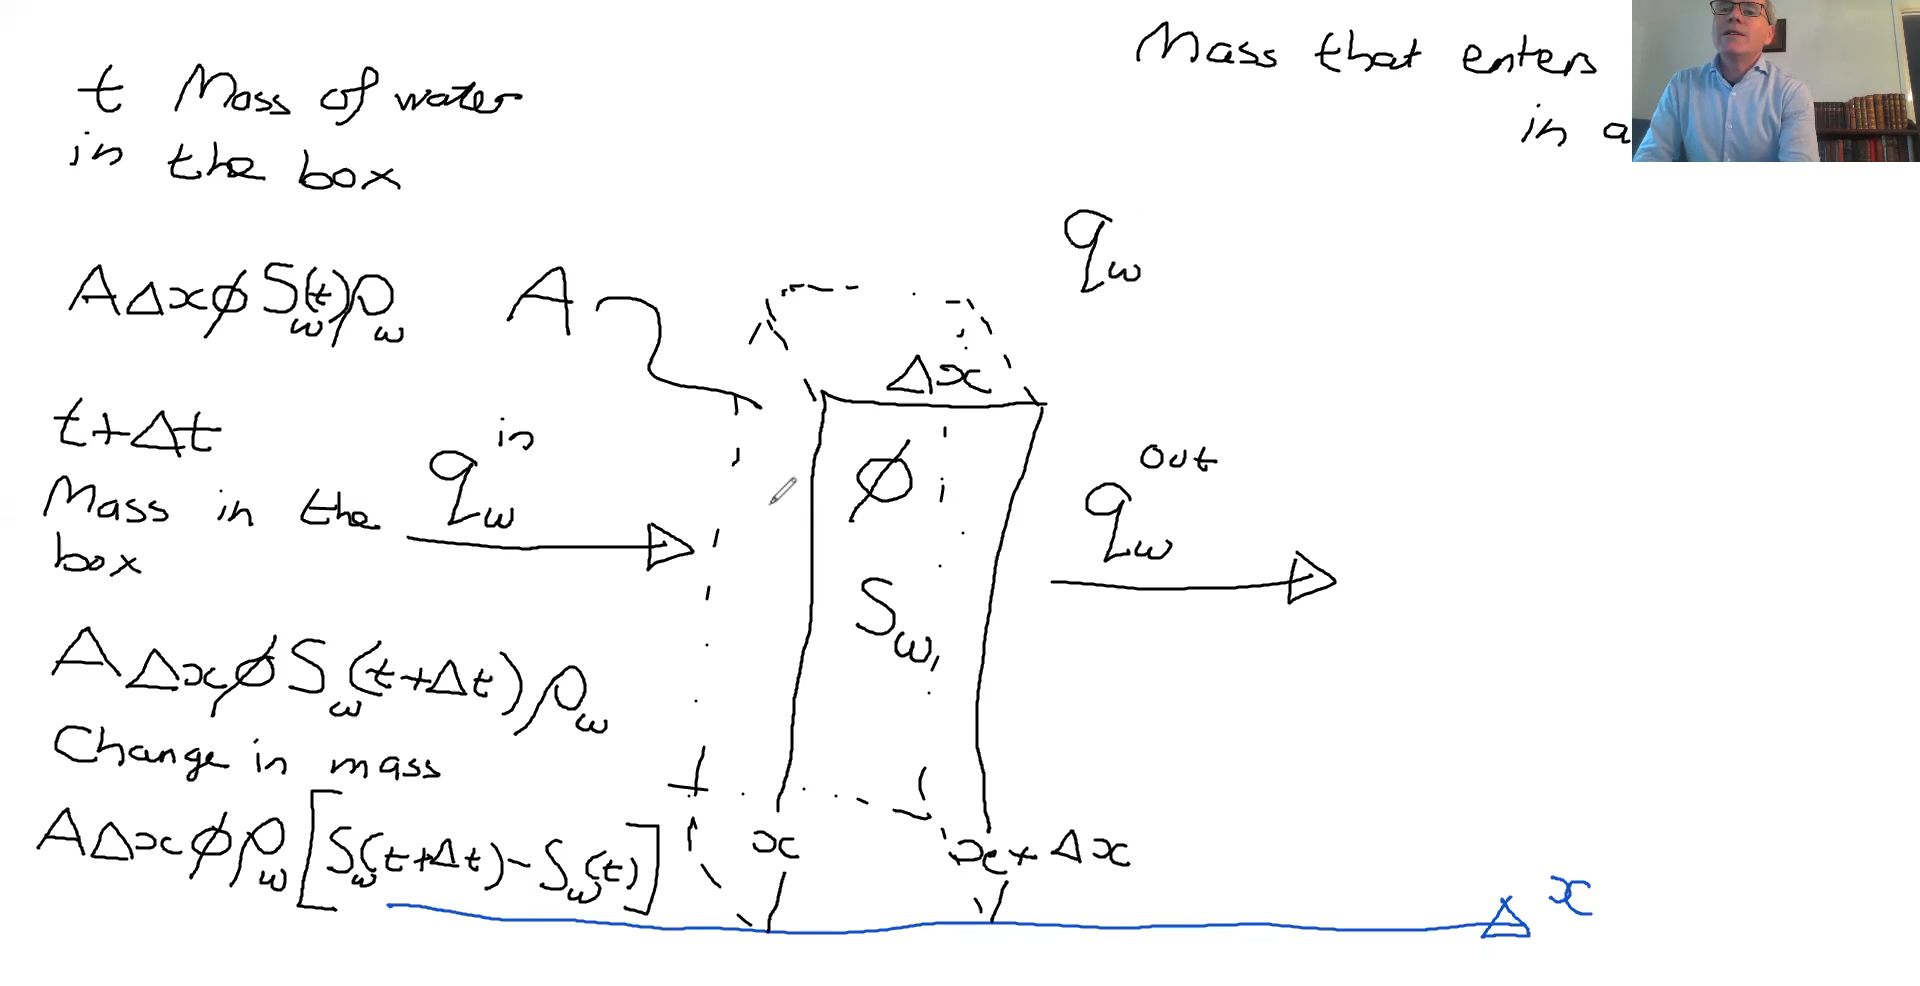 t Mass of water
in the box
AΔxϕS_w(t)ρ_w
t+Δt
Mass in the
box
AΔxϕS_w(t+Δt)ρ_w
Change in mass
AΔxϕρ_w[S_w(t+Δt)-S_w(t)]
Mass that enters
in a
q_w
A
Δx
q_w^in
ϕ
S_w
q_w^out
x
x+Δx
x